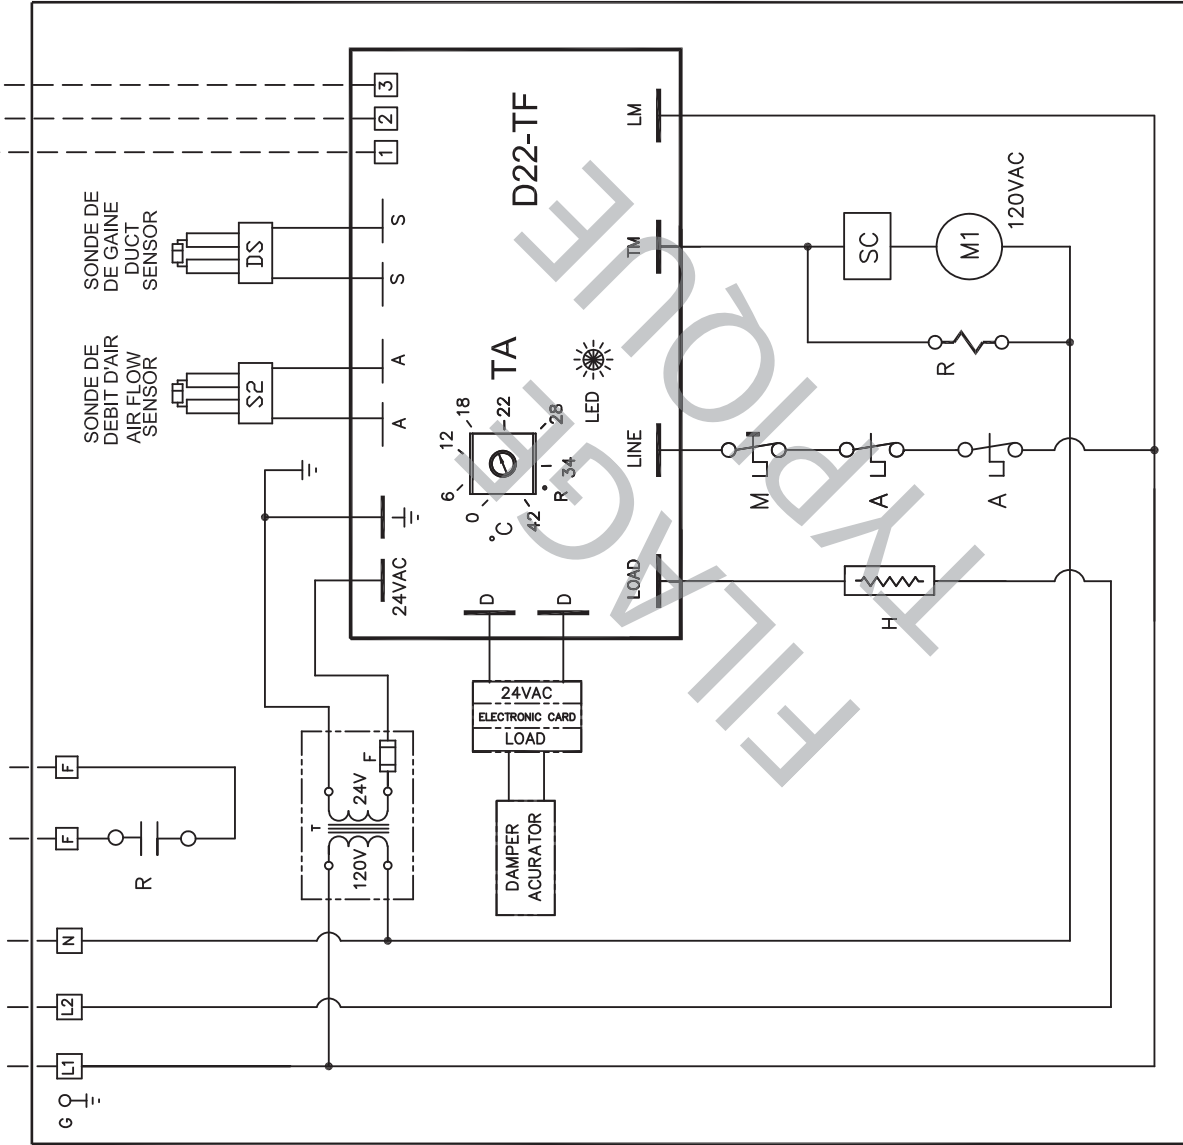 3
2
1
SONDE DE
DE GAINE
DUCT
SENSOR
DS
S
S
D22-TF
LM
TM
SC
M1
120VAC
R
SONDE DE
DEBIT D'AIR
AIR FLOW
SENSOR
S2
A
A
TA
LED
°C
0
6
12
18
22
28
34
R
42
LINE
M
A
A
24VAC
LOAD
H
D
D
24VAC
ELECTRONIC CARD
LOAD
DAMPER
ACURATOR
F
F
R
T
120V
24V
F
N
L2
L1
G
FILAGE
TYPIQUE